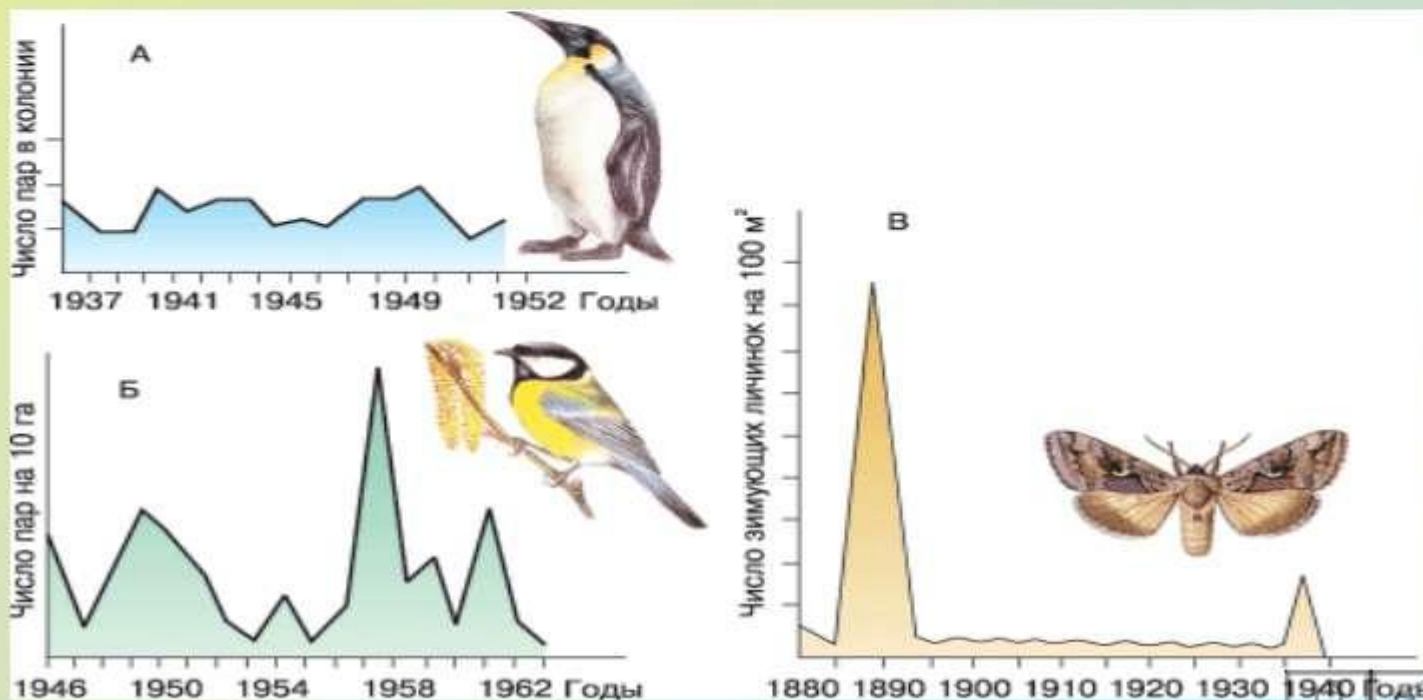 А
Число пар в колонии
1937 1941 1945 1949 1952 Годы
Б
Число пар на 10 га
1946 1950 1954 1958 1962 Годы
В
Число зимующих личинок на 100 м²
1880 1890 1900 1910 1920 1930 1940 Годы